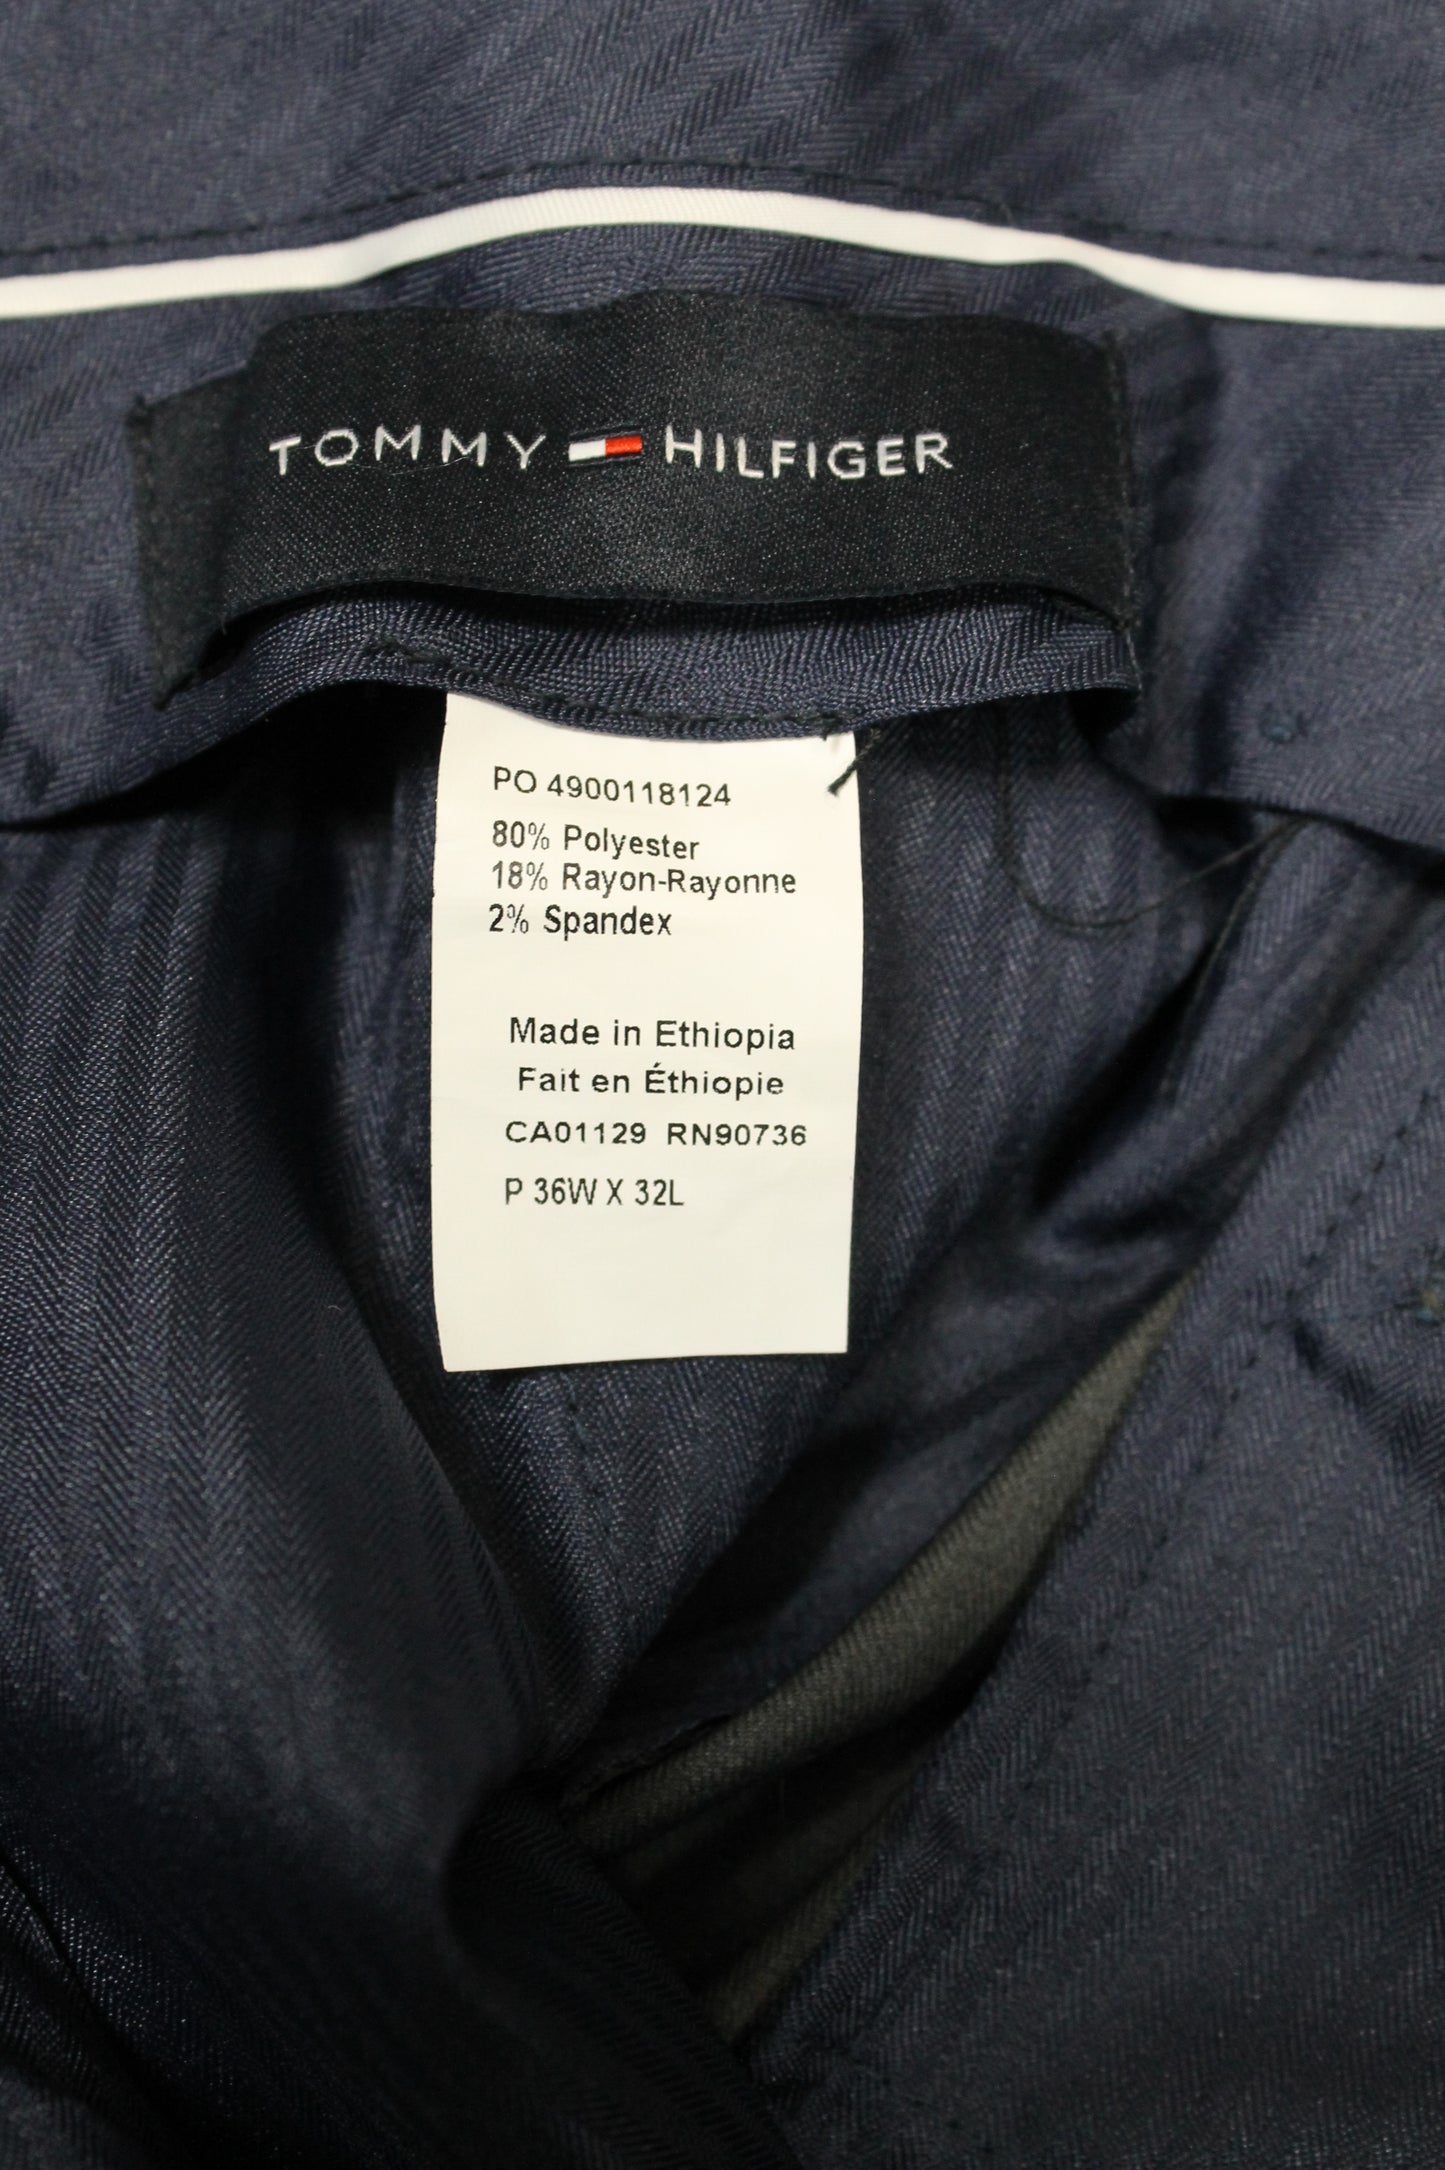 TOMMY HILFIGER
PO 4900118124
80% Polyester
18% Rayon-Rayonne
2% Spandex
Made in Ethiopia
Fait en Éthiopie
CA01129 RN90736
P 36W X 32L